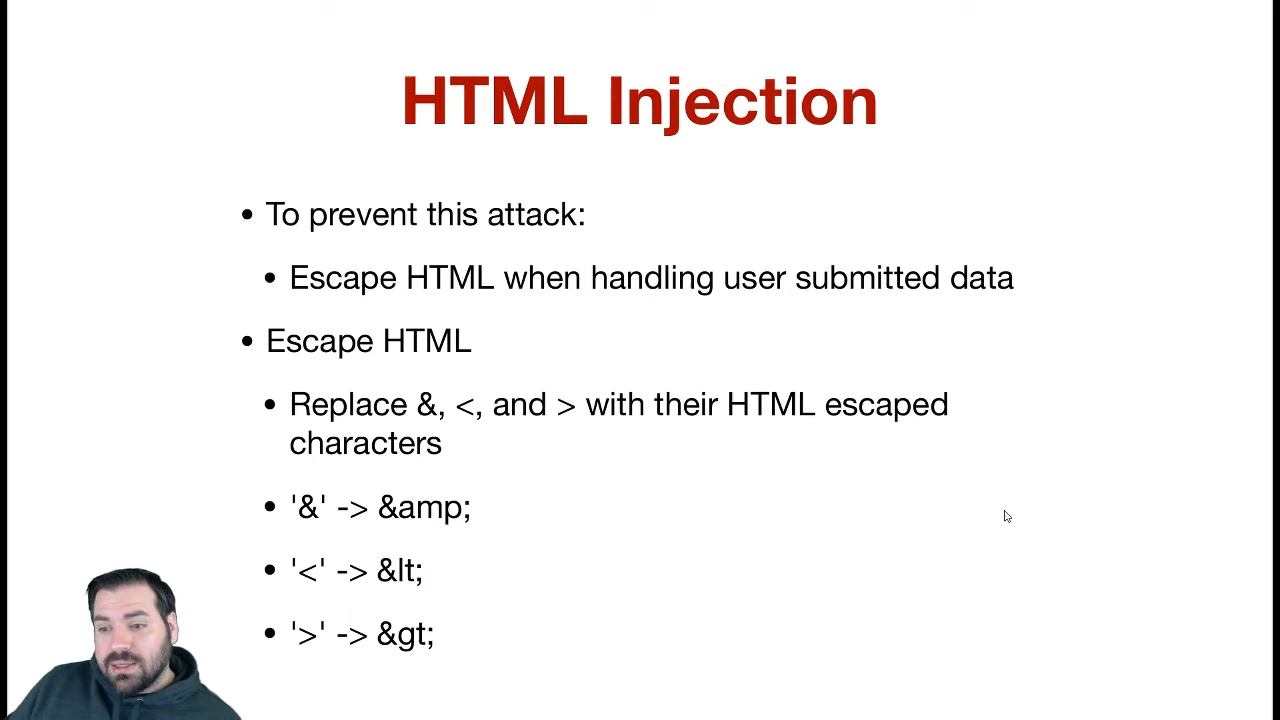 HTML Injection
• To prevent this attack:
• Escape HTML when handling user submitted data
• Escape HTML
• Replace &, <, and > with their HTML escaped
characters
• '&' -> &amp;
• '<' -> &lt;
• '>' -> &gt;